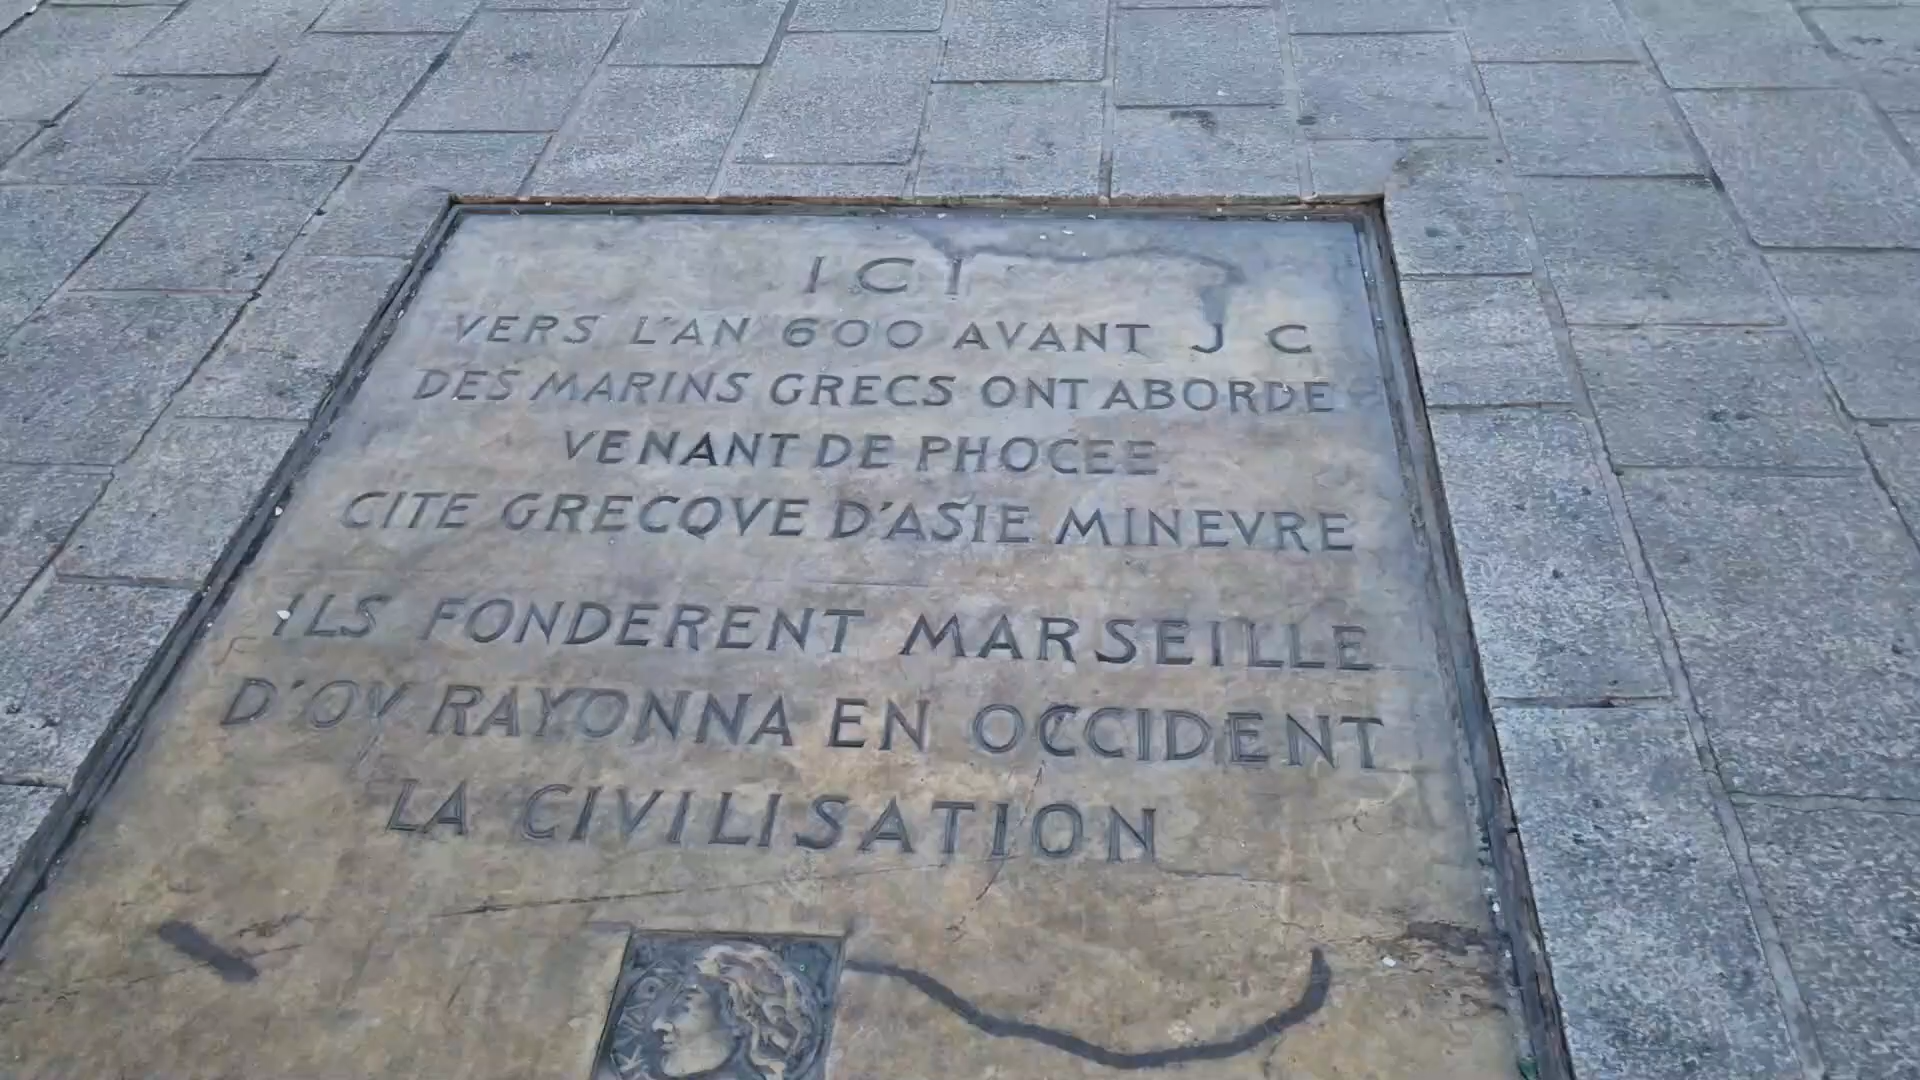 ICI
VERS L'AN 600 AVANT J C
DES MARINS GRECS ONT ABORDE
VENANT DE PHOCEE
CITE GRECQVE D'ASIE MINEVRE
ILS FONDERENT MARSEILLE
D'OV RAYONNA EN OCCIDENT
LA CIVILISATION